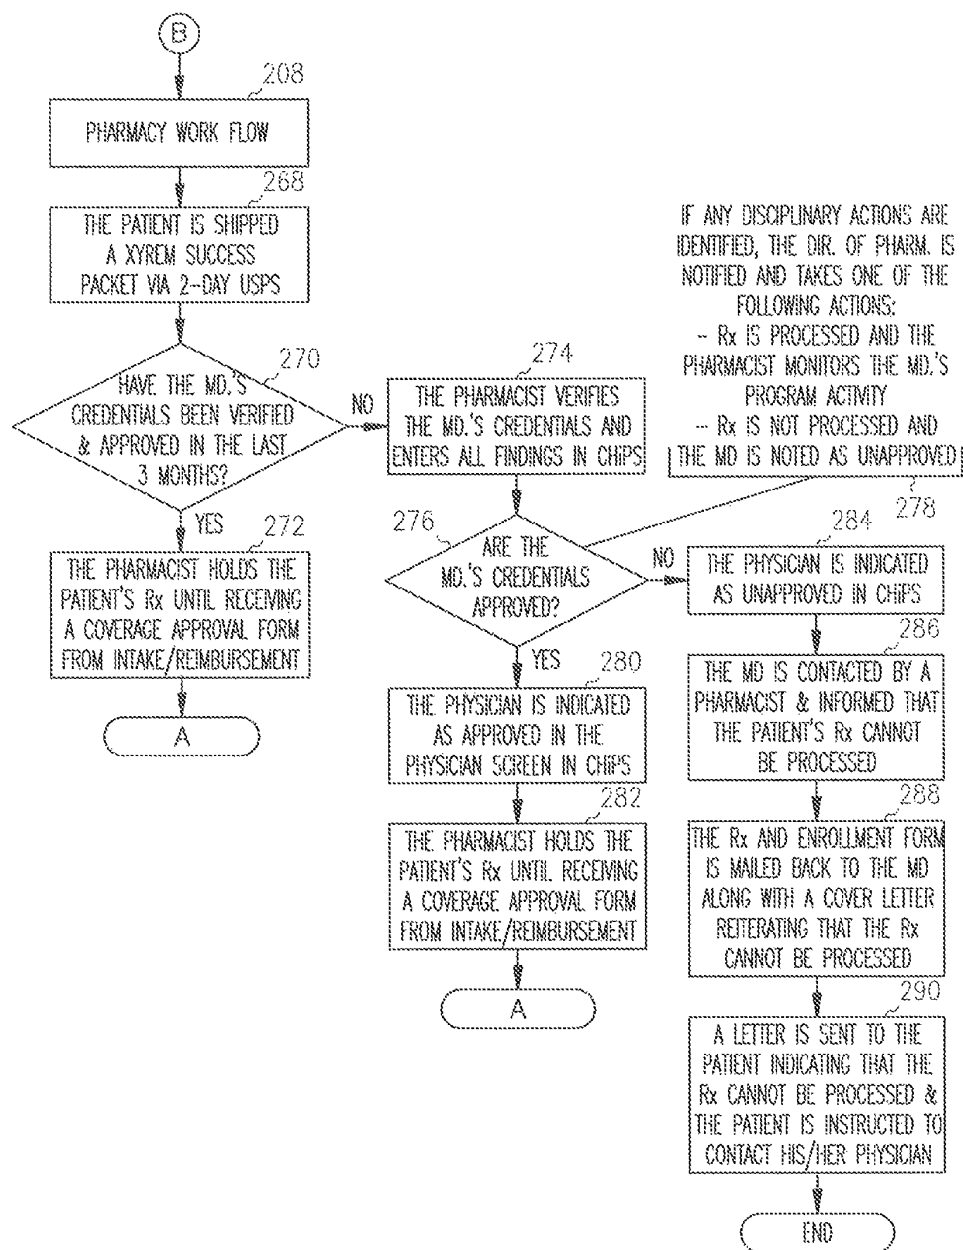 B
208
PHARMACY WORK FLOW
268
THE PATIENT IS SHIPPED
A XYREM SUCCESS
PACKET VIA 2-DAY USPS
270
HAVE THE MD.'S
CREDENTIALS BEEN VERIFIED
& APPROVED IN THE LAST
3 MONTHS?
NO
YES
272
THE PHARMACIST HOLDS THE
PATIENT'S Rx UNTIL RECEIVING
A COVERAGE APPROVAL FORM
FROM INTAKE/REIMBURSEMENT
A
274
THE PHARMACIST VERIFIES
THE MD.'S CREDENTIALS AND
ENTERS ALL FINDINGS IN CHIPS
IF ANY DISCIPLINARY ACTIONS ARE
IDENTIFIED, THE DIR. OF PHARM. IS
NOTIFIED AND TAKES ONE OF THE
FOLLOWING ACTIONS:
-- Rx IS PROCESSED AND THE
PHARMACIST MONITORS THE MD.'S
PROGRAM ACTIVITY
-- Rx IS NOT PROCESSED AND
THE MD IS NOTED AS UNAPPROVED
278
276
ARE THE
MD.'S CREDENTIALS
APPROVED?
NO
YES
280
THE PHYSICIAN IS INDICATED
AS APPROVED IN THE
PHYSICIAN SCREEN IN CHIPS
282
THE PHARMACIST HOLDS THE
PATIENT'S Rx UNTIL RECEIVING
A COVERAGE APPROVAL FORM
FROM INTAKE/REIMBURSEMENT
A
284
THE PHYSICIAN IS INDICATED
AS UNAPPROVED IN CHIPS
286
THE MD IS CONTACTED BY A
PHARMACIST & INFORMED THAT
THE PATIENT'S Rx CANNOT
BE PROCESSED
288
THE Rx AND ENROLLMENT FORM
IS MAILED BACK TO THE MD
ALONG WITH A COVER LETTER
REITERATING THAT THE Rx
CANNOT BE PROCESSED
290
A LETTER IS SENT TO THE
PATIENT INDICATING THAT THE
Rx CANNOT BE PROCESSED &
THE PATIENT IS INSTRUCTED TO
CONTACT HIS/HER PHYSICIAN
END